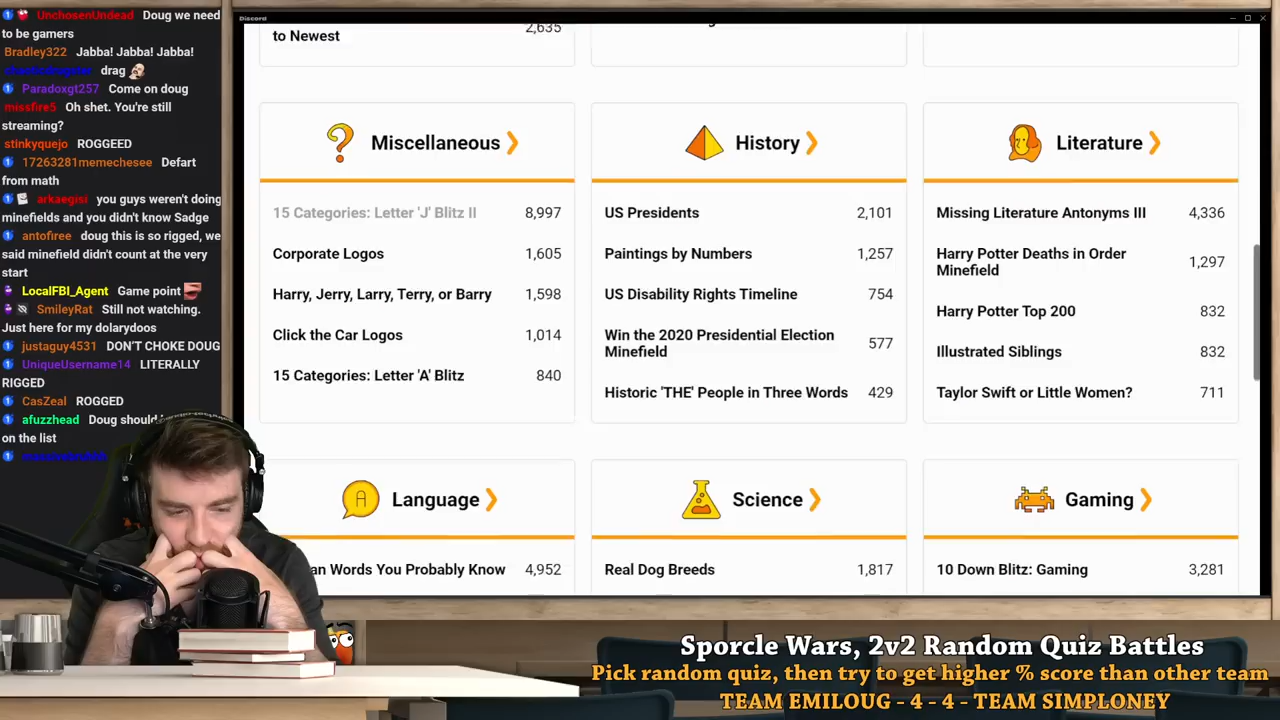 UnchosenUndead Doug we need
to be gamers
Bradley322 Jabba! Jabba! Jabba!
drag
Paradoxgt257 Come on doug
missfire5 Oh shet. You're still
streaming?
stinkyquejo ROGGEED
17263281memechesee Defart
from math
arkaegisi you guys weren't doing
minefields and you didn't know Sadge
antofiree doug this is so rigged, we
said minefield didn't count at the very
start
LocalFBI_Agent Game point
SmileyRat Still not watching.
Just here for my dolarydoos
justaguy4531 DON'T CHOKE DOUG
UniqueUsername14 LITERALLY
RIGGED
CasZeal ROGGED
afuzzhead Doug should
on the list
Discord
to Newest 2,635
Miscellaneous
15 Categories: Letter 'J' Blitz II 8,997
Corporate Logos 1,605
Harry, Jerry, Larry, Terry, or Barry 1,598
Click the Car Logos 1,014
15 Categories: Letter 'A' Blitz 840
History
US Presidents 2,101
Paintings by Numbers 1,257
US Disability Rights Timeline 754
Win the 2020 Presidential Election
Minefield 577
Historic 'THE' People in Three Words 429
Literature
Missing Literature Antonyms III 4,336
Harry Potter Deaths in Order
Minefield 1,297
Harry Potter Top 200 832
Illustrated Siblings 832
Taylor Swift or Little Women? 711
Language
Words You Probably Know 4,952
Science
Real Dog Breeds 1,817
Gaming
10 Down Blitz: Gaming 3,281
Sporcle Wars, 2v2 Random Quiz Battles
Pick random quiz, then try to get higher % score than other team
TEAM EMILOUG - 4 - 4 - TEAM SIMPLONEY